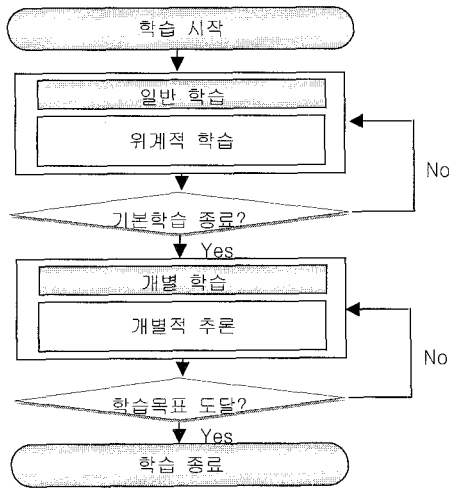 학습 시작
일반 학습
위계적 학습
No
기본학습 종료?
Yes
개별 학습
개별적 추론
No
학습목표 도달?
Yes
학습 종료